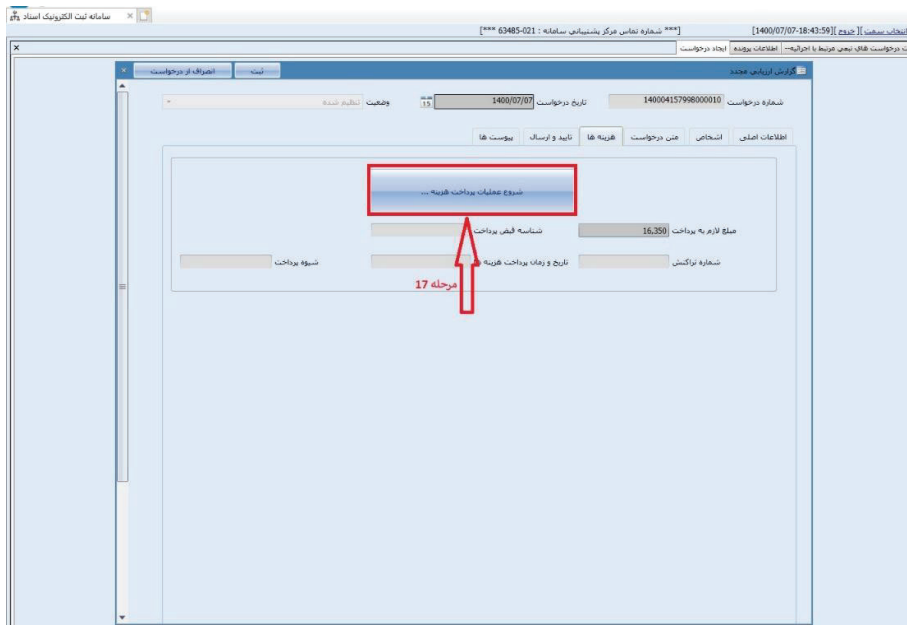 سامانه ثبت الکترونیک اسناد
انتخاب سمت ][ خروج ][1400/07/07-18:43:59] [*** شماره تماس مرکز پشتیبانی سامانه : 021-63485 ***]
ت درخواست های تبعی مرتبط با اجرائیه-- اطلاعات پرونده ایجاد درخواست
گزارش ارزیابی مجدد ثبت انصراف از درخواست
شماره درخواست 140004157998000010 تاریخ درخواست 1400/07/07 15 وضعیت تنظیم شده
اطلاعات اصلی اشخاص متن درخواست هزینه ها تایید و ارسال پیوست ها
شروع عملیات پرداخت هزینه ...
مبلغ لازم به پرداخت 16,350 شناسه قبض پرداخت
شماره تراکنش تاریخ و زمان پرداخت هزینه شیوه پرداخت
مرحله 17